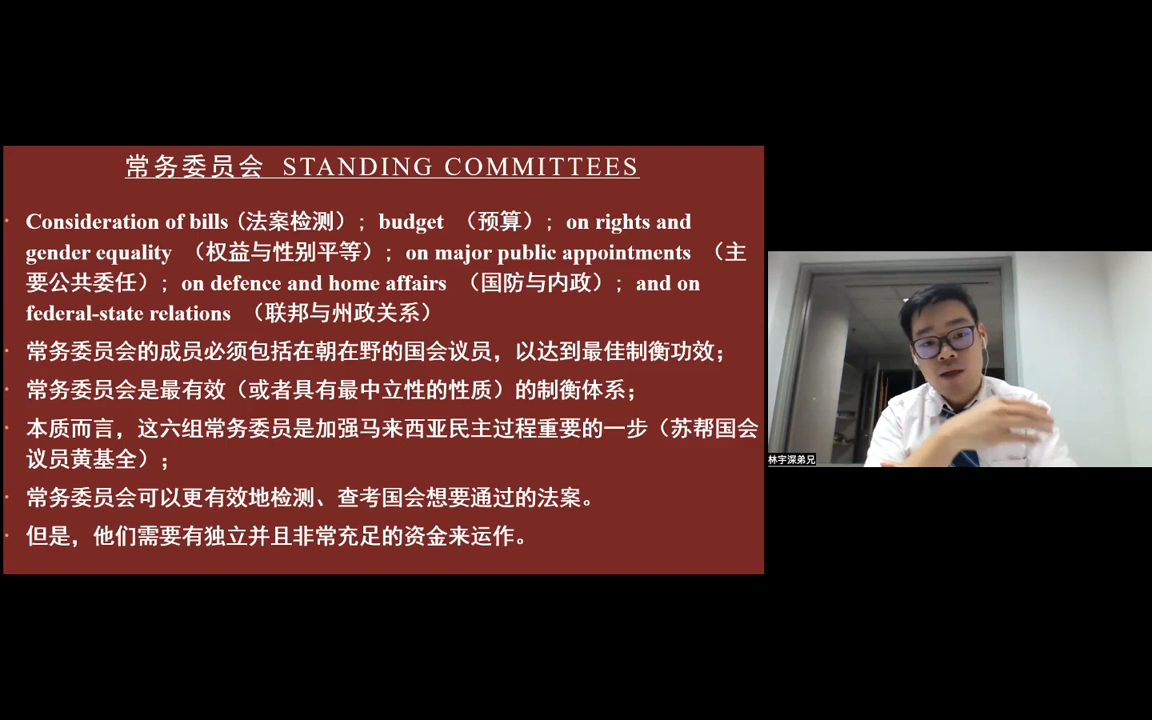 常务委员会 STANDING COMMITTEES
· Consideration of bills (法案检测）；budget （预算）；on rights and
gender equality （权益与性别平等）；on major public appointments （主
要公共委任）；on defence and home affairs （国防与内政）；and on
federal-state relations （联邦与州政关系）
· 常务委员会的成员必须包括在朝在野的国会议员，以达到最佳制衡功效；
· 常务委员会是最有效（或者具有最中立性的性质）的制衡体系；
· 本质而言，这六组常务委员是加强马来西亚民主过程重要的一步（苏帮国会
议员黄基全）；
· 常务委员会可以更有效地检测、查考国会想要通过的法案。
· 但是，他们需要有独立并且非常充足的资金来运作。
林宇深弟兄